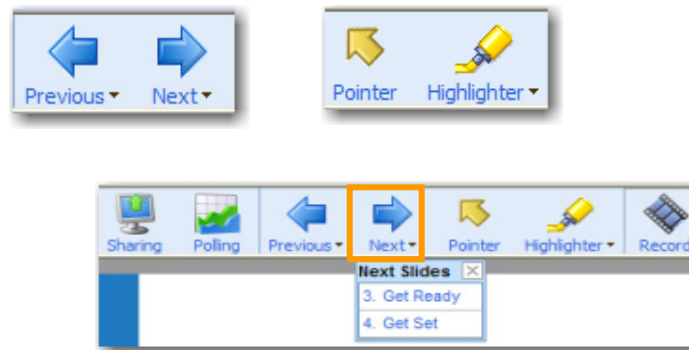 Previous Next
Pointer Highlighter
Sharing Polling Previous Next Pointer Highlighter Record
Next Slides
3. Get Ready
4. Get Set